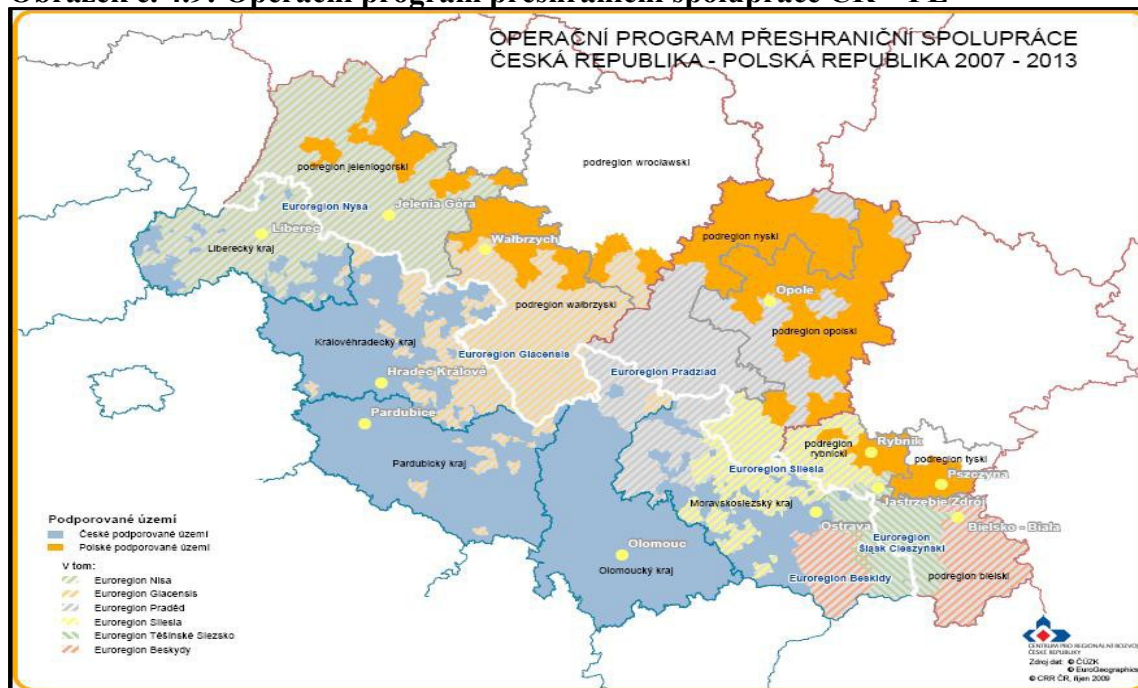 Obrázek č. 4.9: Operační program přeshraniční spolupráce ČR – PL
OPERAČNÍ PROGRAM PŘESHRANIČNÍ SPOLUPRÁCE
ČESKÁ REPUBLIKA - POLSKÁ REPUBLIKA 2007 - 2013
podregion wrocławski
podregion jeleniogórski
Euroregion Nysa
Jelenia Góra
Liberec
Liberecký kraj
Wałbrzych
podregion nyski
Opole
podregion wałbrzyski
podregion opolski
Královéhradecký kraj
Euroregion Glacensis
Euroregion Pradziad
Hradec Králové
Pardubice
Pardubický kraj
podregion
rybnicki
Rybnik
podregion tyski
Euroregion Silesia
Pszczyna
Moravskoslezský kraj
Jastrzębie Zdrój
Ostrava
Bielsko - Biała
Euroregion
Śląsk Cieszyński
Olomouc
Olomoucký kraj
Euroregion Beskidy
podregion bielski
Podporované území
České podporované území
Polské podporované území
V tom:
Euroregion Nisa
Euroregion Glacensis
Euroregion Praděd
Euroregion Silesia
Euroregion Těšínské Slezsko
Euroregion Beskydy
CENTRUM PRO REGIONÁLNÍ ROZVOJ
ČESKÉ REPUBLIKY
Zdroj dat: © ČÚZK
© EuroGeographics
© CRR ČR, říjen 2009